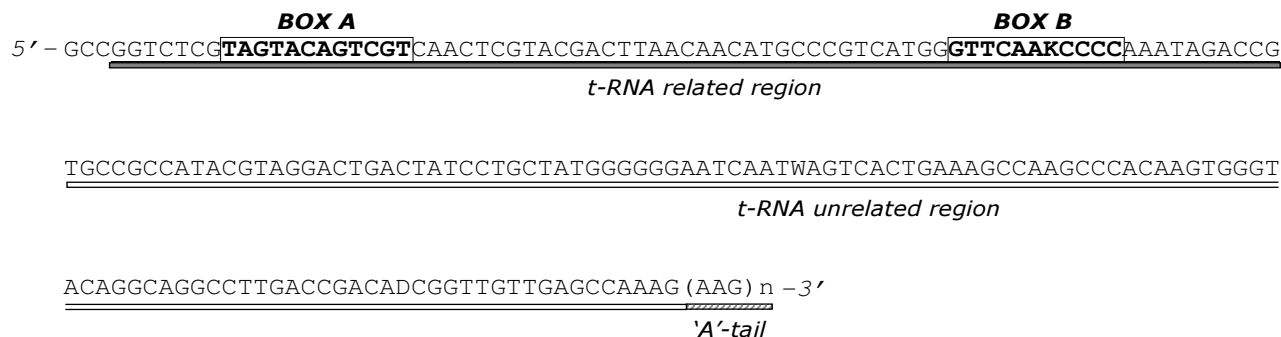 BOX A BOX B
5’ – GCCGGTCTCGTAGTACAGTCGTCAACTCGTACGACTTAACAACATGCCCGTCATGGGTTCAAKCCCCAAATAGACCG
t-RNA related region
TGCCGCCATACGTAGGACTGACTATCCTGCTATGGGGGGAATCAATWAGTCACTGAAAGCCAAGCCCACAAGTGGGT
t-RNA unrelated region
ACAGGCAGGCCTTGACCGACADCGGTTGTTGAGCCAAAG(AAG)n –3’
‘A’-tail